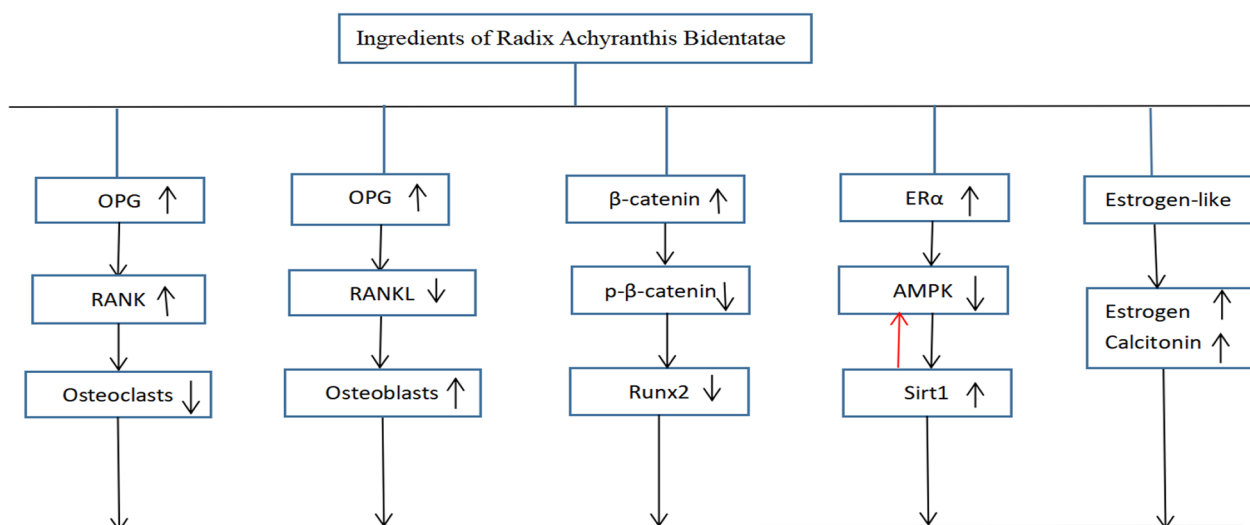 Ingredients of Radix Achyranthis Bidentatae
OPG ↑
OPG ↑
β-catenin ↑
ERα ↑
Estrogen-like
RANK ↑
RANKL ↓
p-β-catenin ↓
AMPK ↓
Estrogen ↑
Calcitonin ↑
Osteoclasts ↓
Osteoblasts ↑
Runx2 ↓
Sirt1 ↑